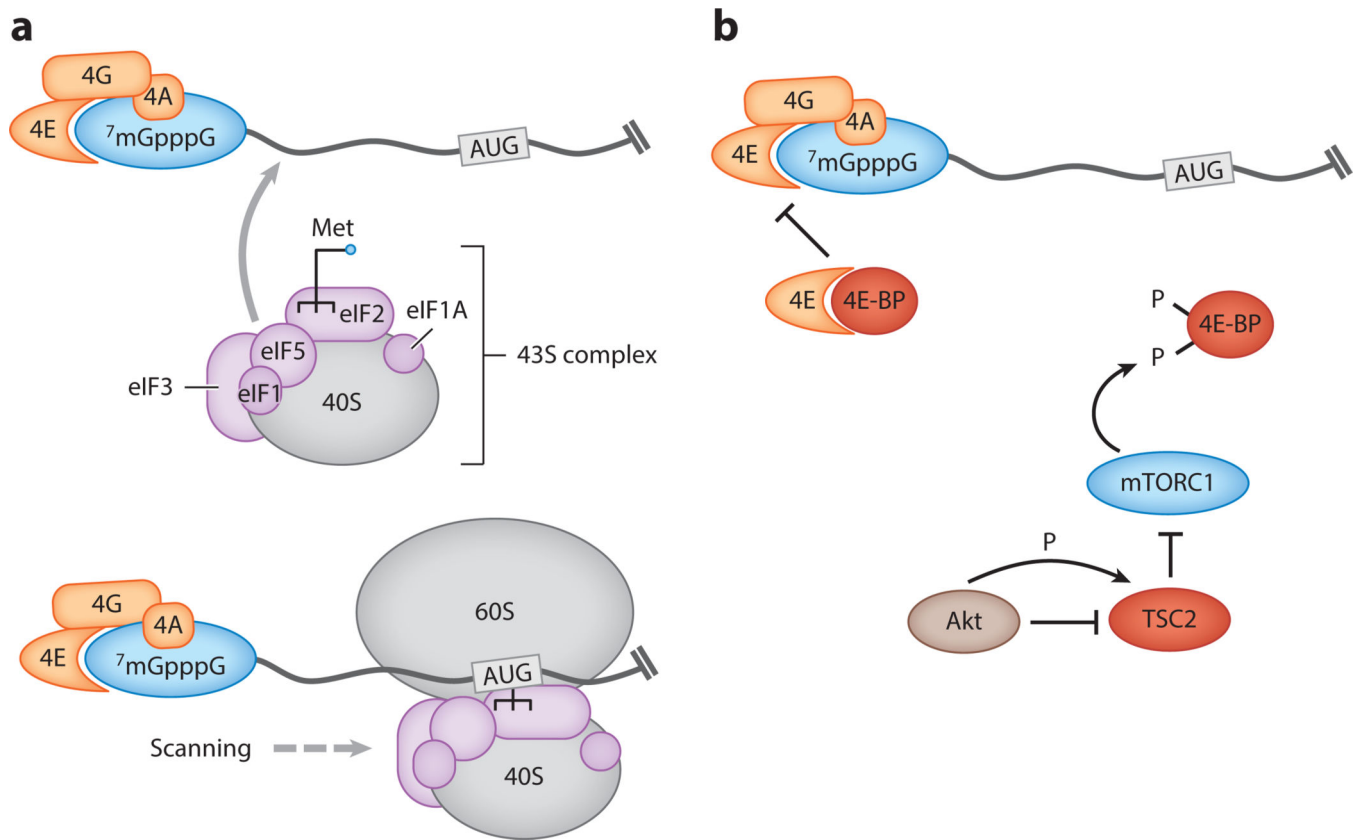 a
4G
4A
4E
⁷mGpppG
AUG
Met
eIF2
eIF1A
eIF5
43S complex
eIF3
eIF1
40S
60S
4G
4A
4E
⁷mGpppG
AUG
Scanning
40S
b
4G
4A
4E
⁷mGpppG
AUG
4E
4E-BP
P
4E-BP
P
mTORC1
P
Akt
TSC2